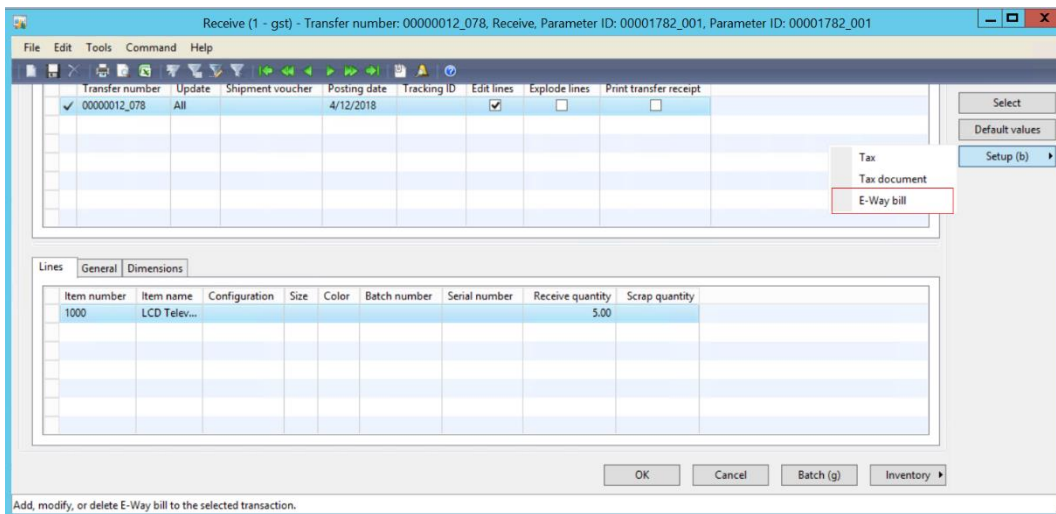 Receive (1 - gst) - Transfer number: 00000012_078, Receive, Parameter ID: 00001782_001, Parameter ID: 00001782_001
File Edit Tools Command Help
Transfer number Update Shipment voucher Posting date Tracking ID Edit lines Explode lines Print transfer receipt
00000012_078 All 4/12/2018
Select
Default values
Setup (b)
Tax
Tax document
E-Way bill
Lines General Dimensions
Item number Item name Configuration Size Color Batch number Serial number Receive quantity Scrap quantity
1000 LCD Telev... 5.00
OK Cancel Batch (g) Inventory
Add, modify, or delete E-Way bill to the selected transaction.